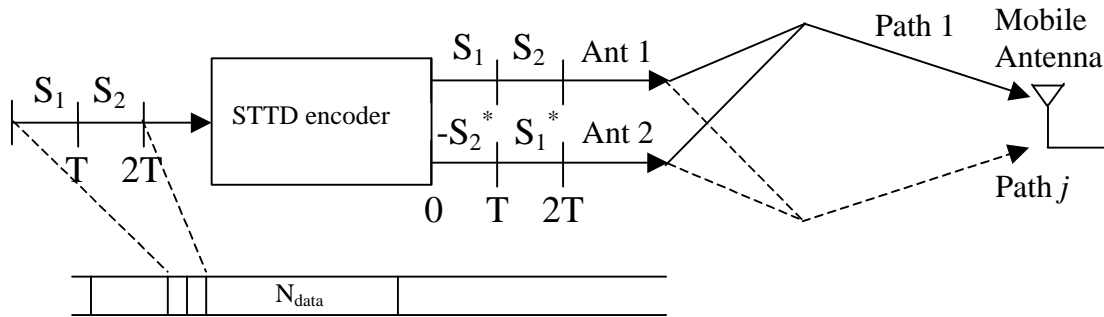 Path 1
Mobile
Antenna
S₁ S₂ Ant 1
S₁ S₂
STTD encoder
-S₂* S₁* Ant 2
T 2T
0 T 2T
Path j
N_data